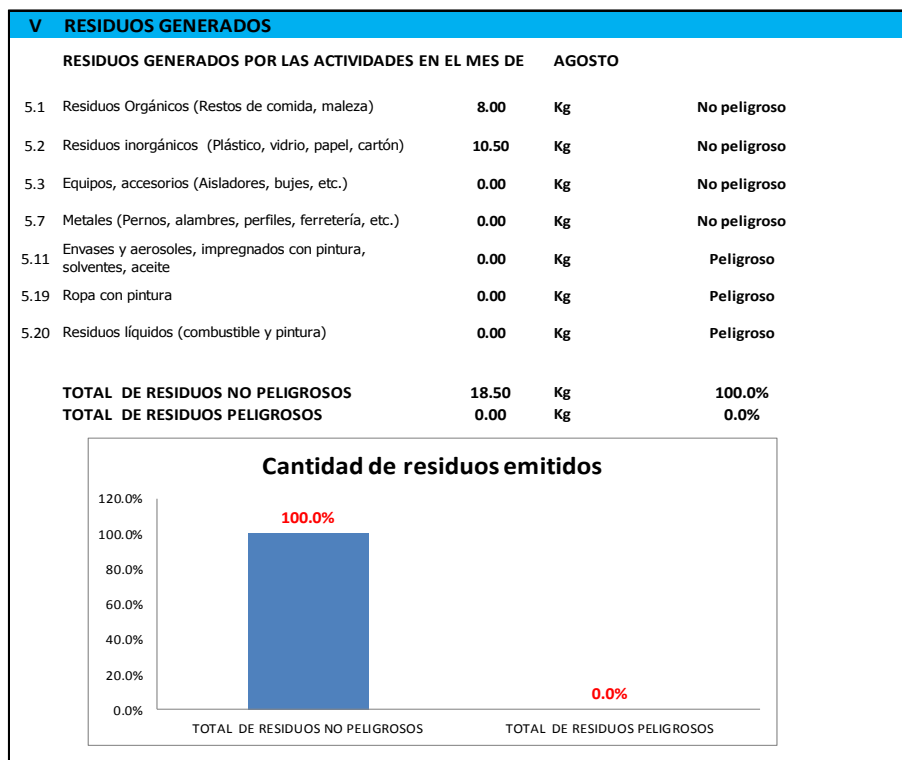 V RESIDUOS GENERADOS
RESIDUOS GENERADOS POR LAS ACTIVIDADES EN EL MES DE AGOSTO
5.1 Residuos Orgánicos (Restos de comida, maleza) 8.00 Kg No peligroso
5.2 Residuos inorgánicos (Plástico, vidrio, papel, cartón) 10.50 Kg No peligroso
5.3 Equipos, accesorios (Aisladores, bujes, etc.) 0.00 Kg No peligroso
5.7 Metales (Pernos, alambres, perfiles, ferretería, etc.) 0.00 Kg No peligroso
5.11 Envases y aerosoles, impregnados con pintura,
solventes, aceite 0.00 Kg Peligroso
5.19 Ropa con pintura 0.00 Kg Peligroso
5.20 Residuos líquidos (combustible y pintura) 0.00 Kg Peligroso
TOTAL DE RESIDUOS NO PELIGROSOS 18.50 Kg 100.0%
TOTAL DE RESIDUOS PELIGROSOS 0.00 Kg 0.0%
Cantidad de residuos emitidos
120.0%
100.0%
100.0%
80.0%
60.0%
40.0%
20.0%
0.0%
0.0%
TOTAL DE RESIDUOS NO PELIGROSOS TOTAL DE RESIDUOS PELIGROSOS